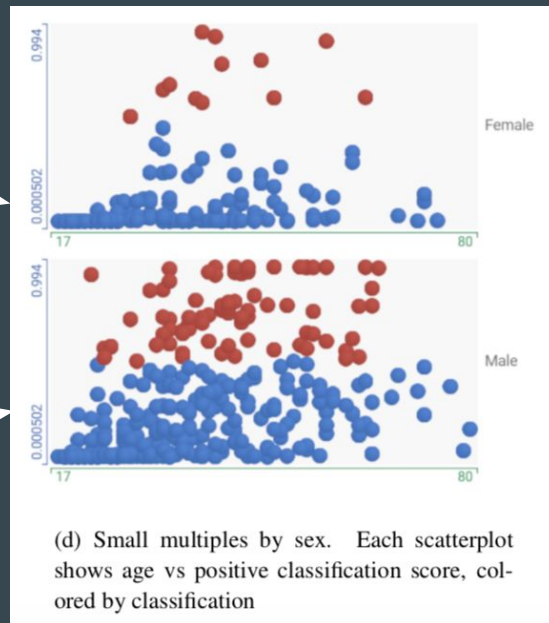 0.994
Female
0.000502
17 80
0.994
Male
0.000502
17 80
(d) Small multiples by sex. Each scatterplot
shows age vs positive classification score, col-
ored by classification